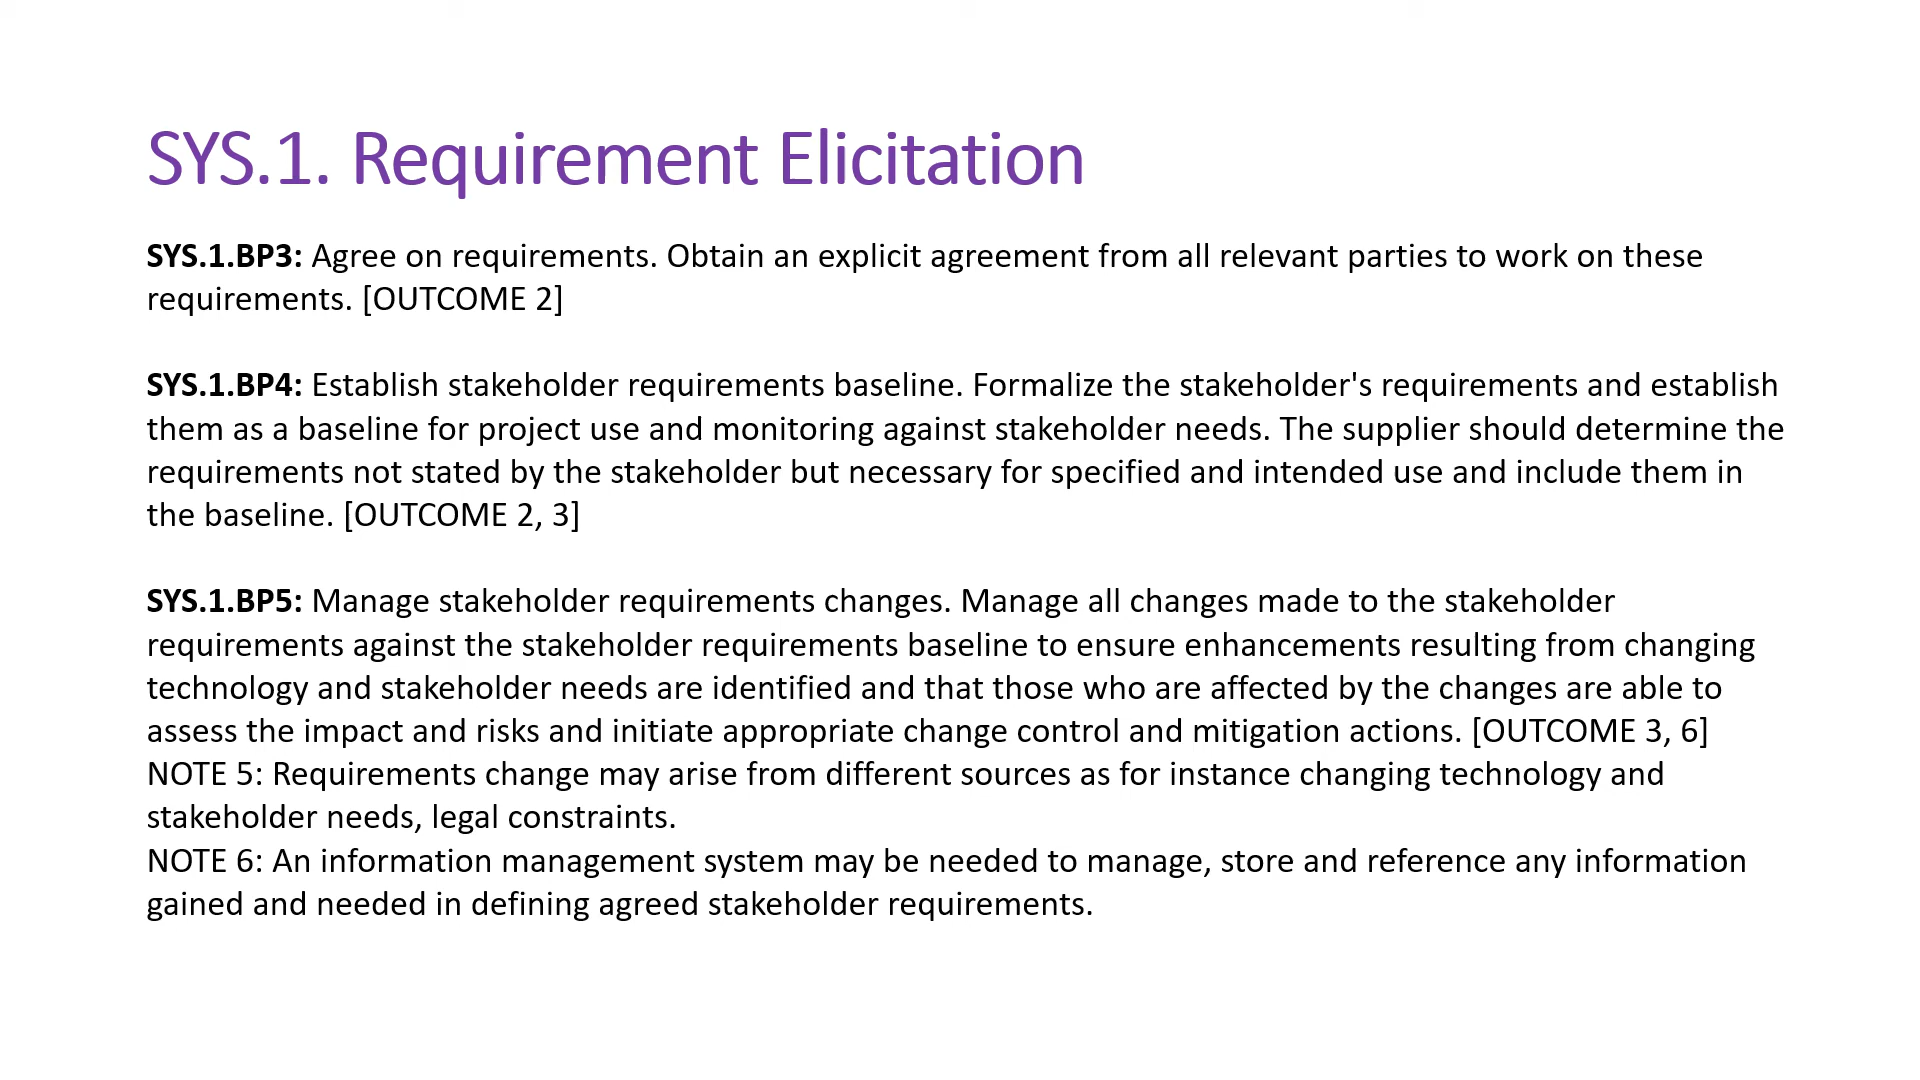 SYS.1. Requirement Elicitation
SYS.1.BP3: Agree on requirements. Obtain an explicit agreement from all relevant parties to work on these
requirements. [OUTCOME 2]
SYS.1.BP4: Establish stakeholder requirements baseline. Formalize the stakeholder's requirements and establish
them as a baseline for project use and monitoring against stakeholder needs. The supplier should determine the
requirements not stated by the stakeholder but necessary for specified and intended use and include them in
the baseline. [OUTCOME 2, 3]
SYS.1.BP5: Manage stakeholder requirements changes. Manage all changes made to the stakeholder
requirements against the stakeholder requirements baseline to ensure enhancements resulting from changing
technology and stakeholder needs are identified and that those who are affected by the changes are able to
assess the impact and risks and initiate appropriate change control and mitigation actions. [OUTCOME 3, 6]
NOTE 5: Requirements change may arise from different sources as for instance changing technology and
stakeholder needs, legal constraints.
NOTE 6: An information management system may be needed to manage, store and reference any information
gained and needed in defining agreed stakeholder requirements.